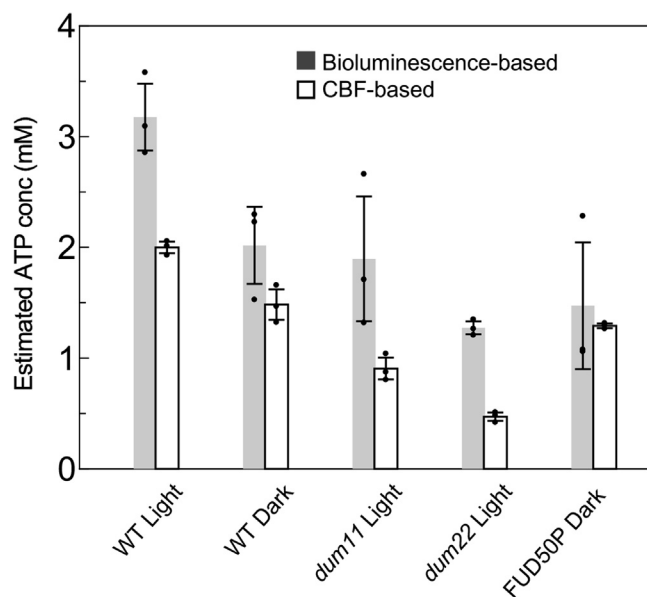 4
3
2
1
0
Estimated ATP conc (mM)
Bioluminescence-based
CBF-based
WT Light
WT Dark
dum11 Light
dum22 Light
FUD50P Dark